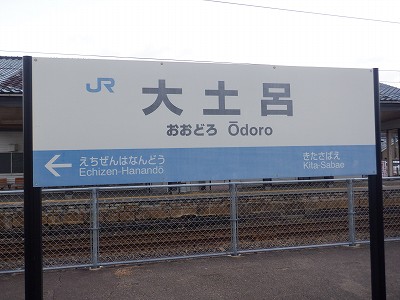 JR
大土呂
おおどろ Ōdoro
← えちぜんはなんどう
Echizen-Hanandō
きたさばえ
Kita-Sabae